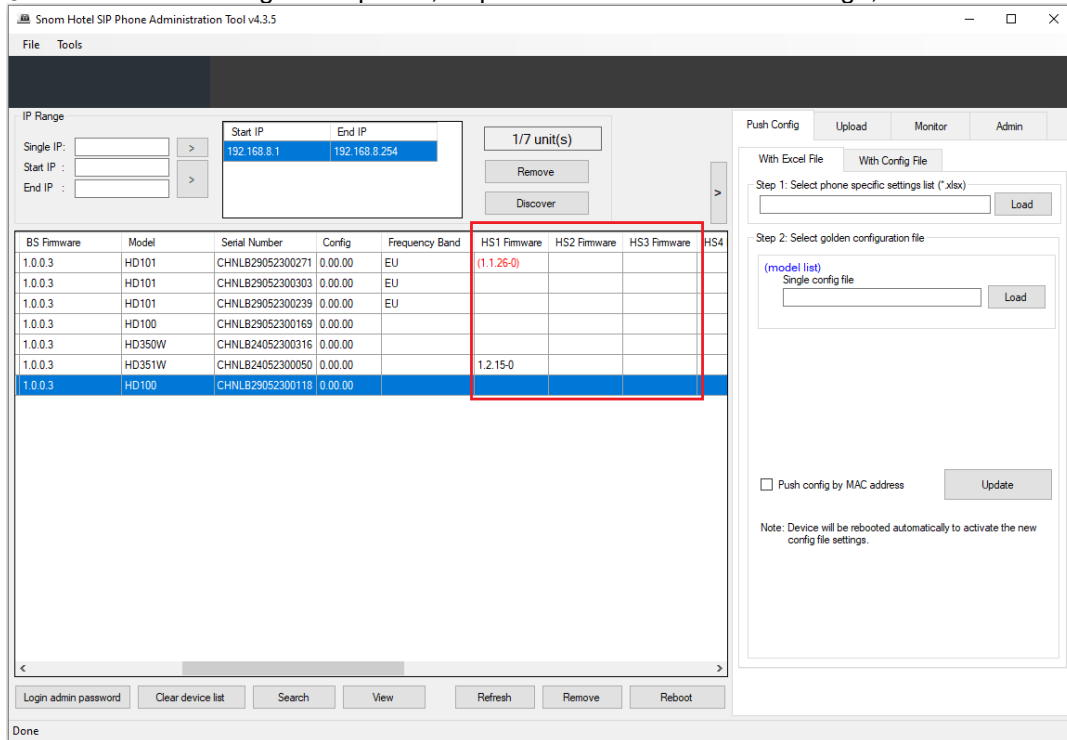 Snom Hotel SIP Phone Administration Tool v4.3.5
File Tools
IP Range
Single IP: >
Start IP :
End IP : >
Start IP End IP
192.168.8.1 192.168.8.254
1/7 unit(s)
Remove
Discover
>
BS Firmware Model Serial Number Config Frequency Band HS1 Firmware HS2 Firmware HS3 Firmware HS4
1.0.0.3 HD101 CHNLB29052300271 0.00.00 EU (1.1.26-0)
1.0.0.3 HD101 CHNLB29052300303 0.00.00 EU
1.0.0.3 HD101 CHNLB29052300239 0.00.00 EU
1.0.0.3 HD100 CHNLB29052300169 0.00.00
1.0.0.3 HD350W CHNLB24052300316 0.00.00
1.0.0.3 HD351W CHNLB24052300050 0.00.00 1.2.15-0
1.0.0.3 HD100 CHNLB29052300118 0.00.00
Login admin password Clear device list Search View Refresh Remove Reboot
Done
Push Config Upload Monitor Admin
With Excel File With Config File
Step 1: Select phone specific settings list (*.xlsx)
Load
Step 2: Select golden configuration file
(model list)
Single config file
Load
Push config by MAC address Update
Note: Device will be rebooted automatically to activate the new
config file settings.